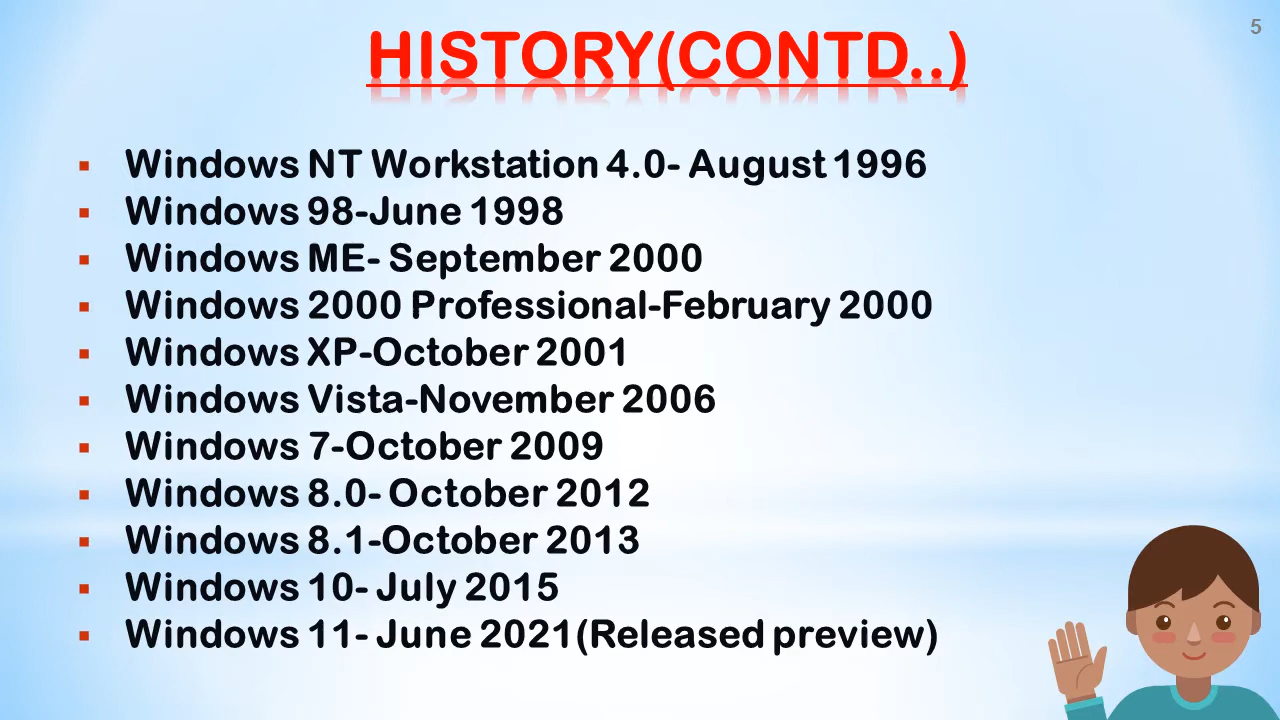 5
HISTORY(CONTD..)
▪ Windows NT Workstation 4.0- August 1996
▪ Windows 98-June 1998
▪ Windows ME- September 2000
▪ Windows 2000 Professional-February 2000
▪ Windows XP-October 2001
▪ Windows Vista-November 2006
▪ Windows 7-October 2009
▪ Windows 8.0- October 2012
▪ Windows 8.1-October 2013
▪ Windows 10- July 2015
▪ Windows 11- June 2021(Released preview)